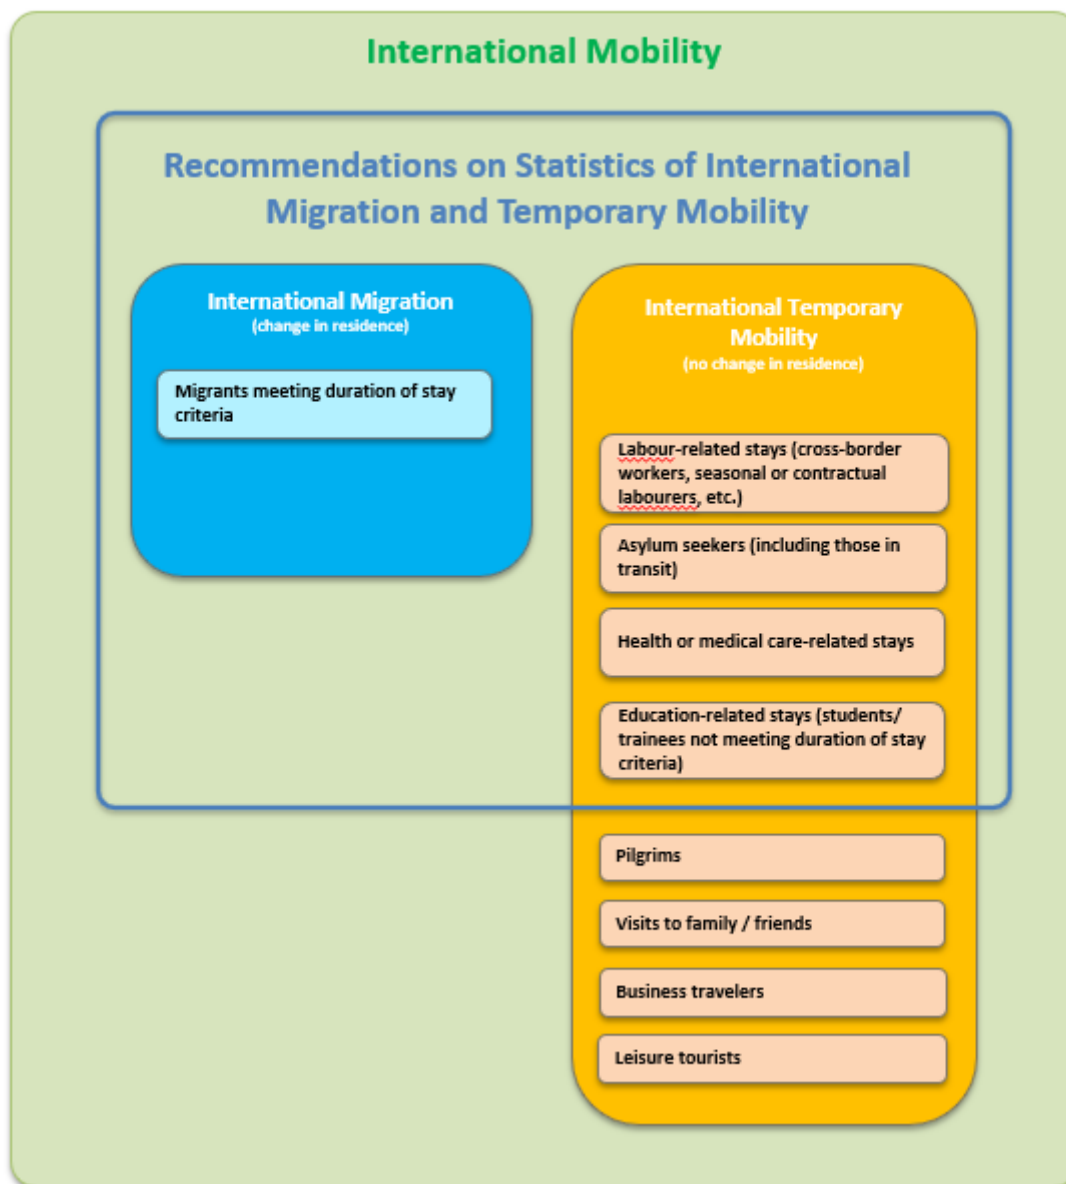 International Mobility
Recommendations on Statistics of International
Migration and Temporary Mobility
International Migration
(change in residence)
Migrants meeting duration of stay
criteria
International Temporary
Mobility
(no change in residence)
Labour-related stays (cross-border
workers, seasonal or contractual
labourers, etc.)
Asylum seekers (including those in
transit)
Health or medical care-related stays
Education-related stays (students/
trainees not meeting duration of stay
criteria)
Pilgrims
Visits to family / friends
Business travelers
Leisure tourists